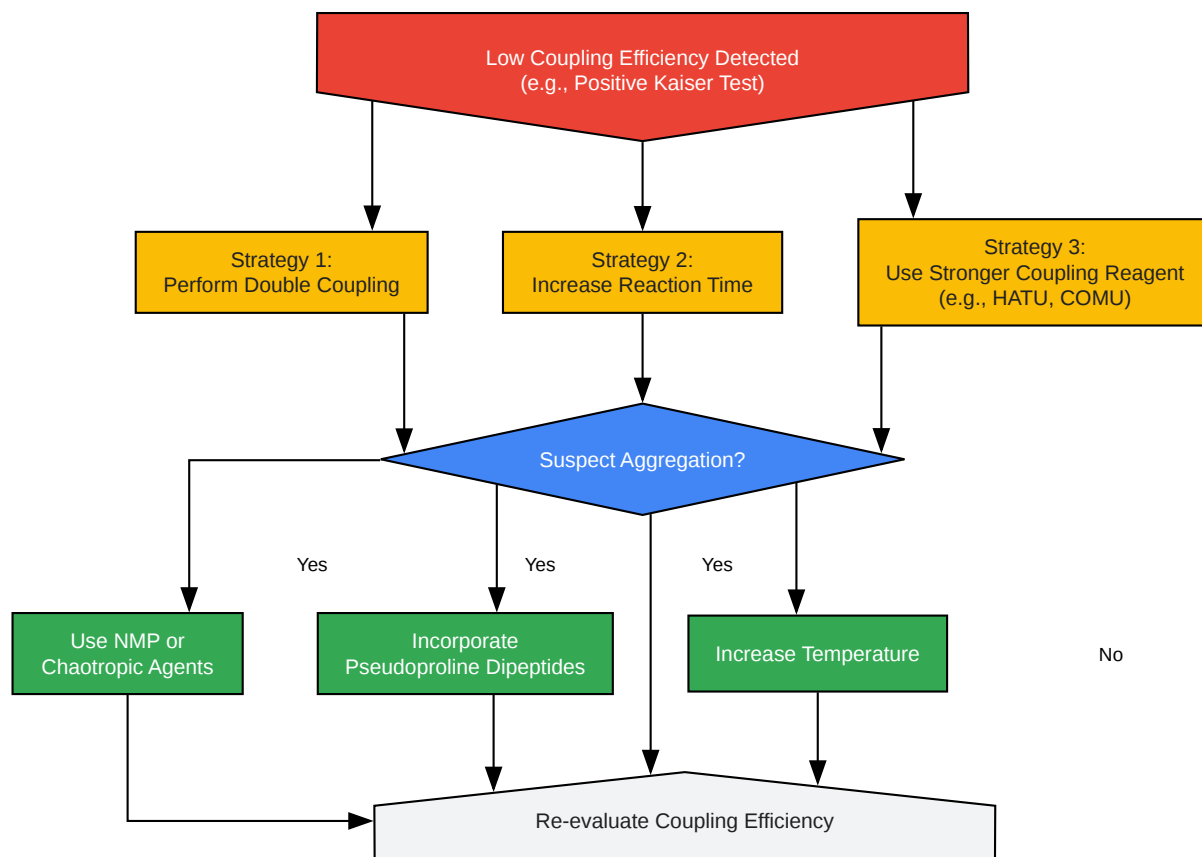 Low Coupling Efficiency Detected
(e.g., Positive Kaiser Test)
Strategy 1:
Perform Double Coupling
Strategy 2:
Increase Reaction Time
Strategy 3:
Use Stronger Coupling Reagent
(e.g., HATU, COMU)
Suspect Aggregation?
Yes
Yes
Yes
No
Use NMP or
Chaotropic Agents
Incorporate
Pseudoproline Dipeptides
Increase Temperature
Re-evaluate Coupling Efficiency